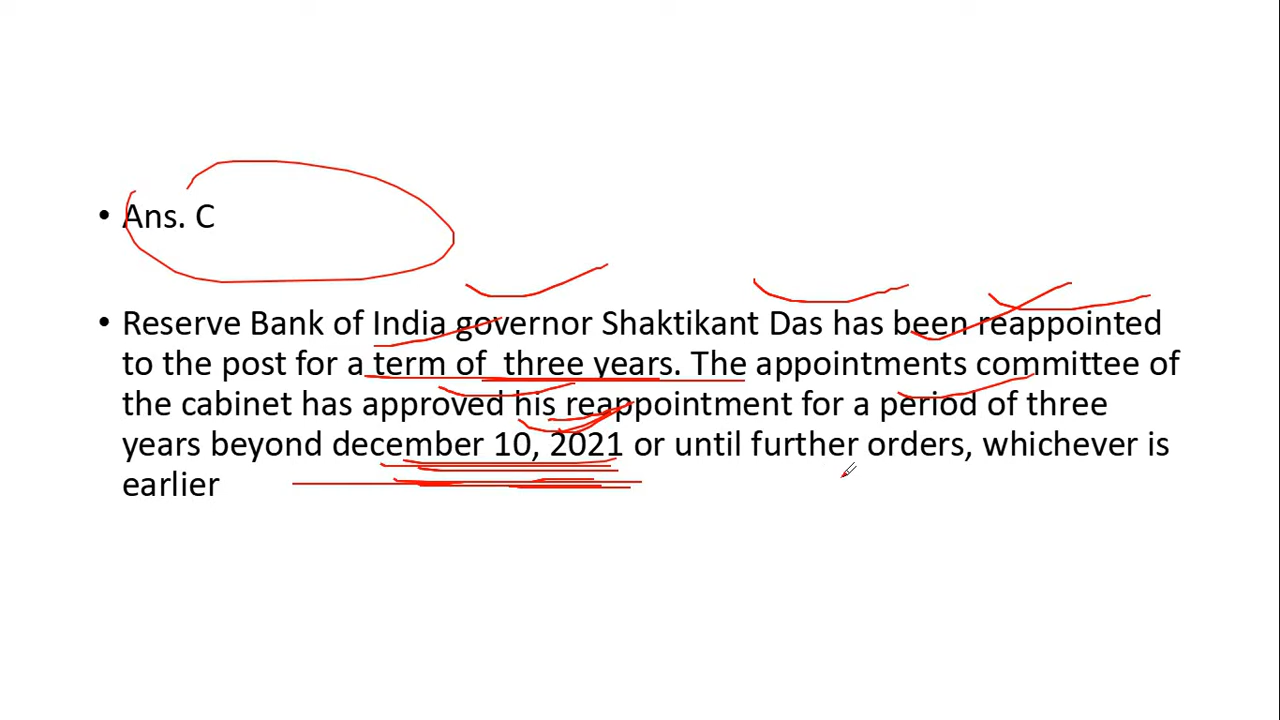 • Ans. C
• Reserve Bank of India governor Shaktikant Das has been reappointed
to the post for a term of  three years. The appointments committee of
the cabinet has approved his reappointment for a period of three
years beyond december 10, 2021 or until further orders, whichever is
earlier